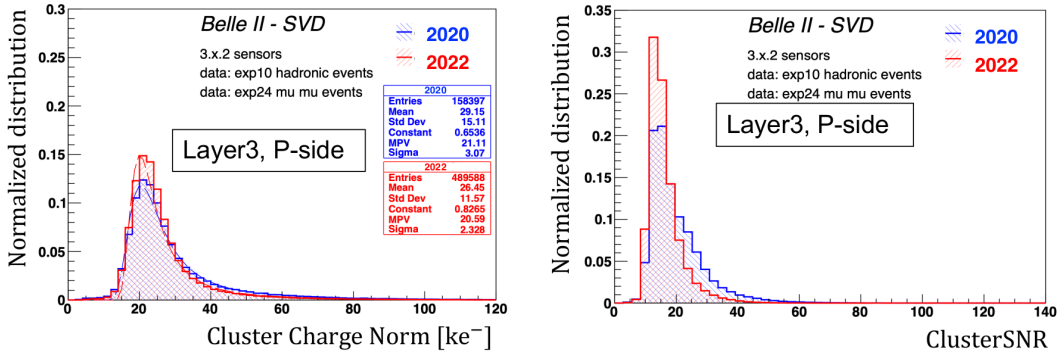 Belle II - SVD
2020
2022
3.x.2 sensors
data: exp10 hadronic events
data: exp24 mu mu events
Layer3, P-side
2020
Entries 158397
Mean 29.15
Std Dev 15.11
Constant 0.6536
MPV 21.11
Sigma 3.07
2022
Entries 489588
Mean 26.45
Std Dev 11.57
Constant 0.8265
MPV 20.59
Sigma 2.328
Normalized distribution
0.3
0.25
0.2
0.15
0.1
0.05
0
0 20 40 60 80 100 120
Cluster Charge Norm [ke⁻]
Belle II - SVD
2020
2022
3.x.2 sensors
data: exp10 hadronic events
data: exp24 mu mu events
Layer3, P-side
Normalized distribution
0.35
0.3
0.25
0.2
0.15
0.1
0.05
0
0 20 40 60 80 100 120 140
ClusterSNR